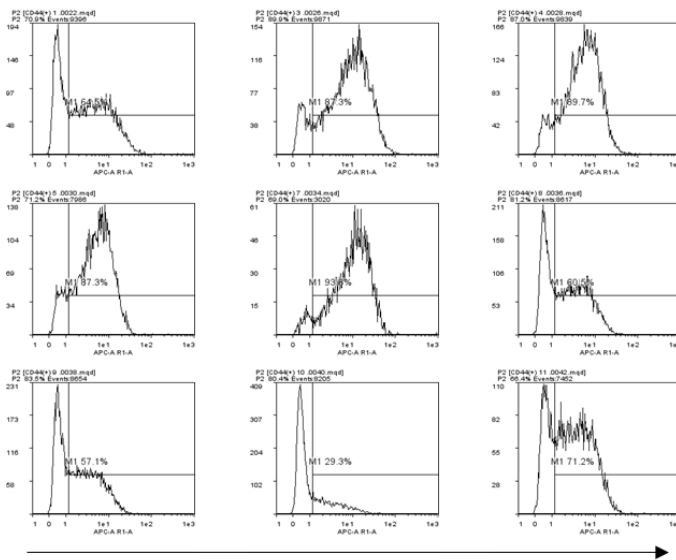 P2 [CD44(+) 1 .0022.mqd]
P2 70.9% Events:9396
194
146
97
48
M1 64.5%
1 0 1 1e1 1e2 1e3
APC-A R1-A
P2 [CD44(+) 3 .0026.mqd]
P2 89.9% Events:9871
154
115
77
38
M1 87.3%
1 0 1 1e1 1e2 1e3
APC-A R1-A
P2 [CD44(+) 4 .0028.mqd]
P2 87.0% Events:9839
166
124
83
41
M1 89.7%
1 0 1 1e1 1e2 1e3
APC-A R1-A
P2 [CD44(+) 5 .0030.mqd]
P2 71.2% Events:7986
138
104
69
34
M1 87.3%
1 0 1 1e1 1e2 1e3
APC-A R1-A
P2 [CD44(+) 7 .0034.mqd]
P2 69.0% Events:3020
61
46
30
15
M1
1 0 1 1e1 1e2 1e3
APC-A R1-A
P2 [CD44(+) 8 .0036.mqd]
P2 81.2% Events:8617
211
158
105
53
M1 60.5%
1 0 1 1e1 1e2 1e3
APC-A R1-A
P2 [CD44(+) 9 .0038.mqd]
P2 83.5% Events:8654
231
173
116
58
M1 57.1%
1 0 1 1e1 1e2 1e3
APC-A R1-A
P2 [CD44(+) 10 .0040.mqd]
P2 80.4% Events:8205
409
307
204
102
M1 29.3%
1 0 1 1e1 1e2 1e3
APC-A R1-A
P2 [CD44(+) 11 .0042.mqd]
P2 66.4% Events:7462
110
82
55
28
M1 71.2%
1 0 1 1e1 1e2 1e3
APC-A R1-A